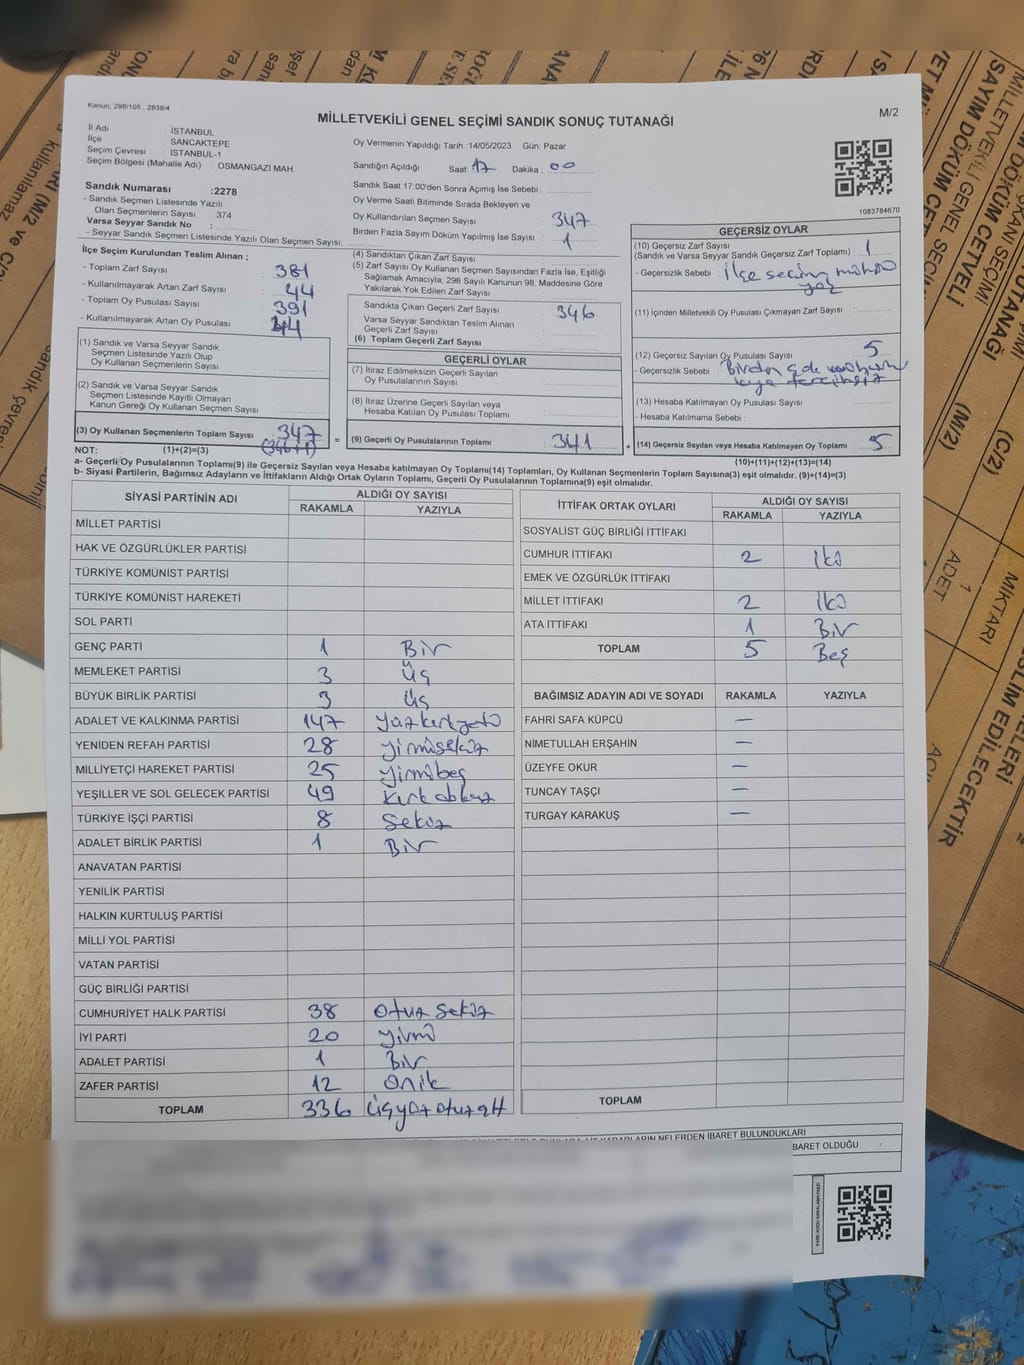 Kanun: 298/105 , 2839/4
M/2
MİLLETVEKİLİ GENEL SEÇİMİ SANDIK SONUÇ TUTANAĞI
İl Adı : İSTANBUL
İlçe : SANCAKTEPE
Seçim Çevresi : İSTANBUL-1
Seçim Bölgesi (Mahalle Adı) : OSMANGAZİ MAH.
Sandık Numarası :2278
- Sandık Seçmen Listesinde Yazılı
Olan Seçmenlerin Sayısı : 374
Varsa Seyyar Sandık No :
- Seyyar Sandık Seçmen Listesinde Yazılı Olan Seçmen Sayısı:
Oy Vermenin Yapıldığı Tarih :14/05/2023 Gün: Pazar
Sandığın Açıldığı Saat: 17 Dakika : 00
Sandık Saat 17.00'den Sonra Açımış İse Sebebi :
Oy Verme Saati Bitiminde Sırada Bekleyen ve
Oy Kullandırılan Seçmen Sayısı : 347
Birden Fazla Sayım Döküm Yapılmış İse Sayısı : 1
1083784670
İlçe Seçim Kurulundan Teslim Alınan ;
- Toplam Zarf Sayısı : 381
- Kullanılmayarak Artan Zarf Sayısı : 44
- Toplam Oy Pusulası Sayısı : 391
- Kullanılmayarak Artan Oy Pusulası : 44
(1) Sandık ve Varsa Seyyar Sandık
Seçmen Listesinde Yazılı Olup
Oy Kullanan Seçmenlerin Sayısı :
(2) Sandık ve Varsa Seyyar Sandık
Seçmen Listesinde Kayıtlı Olmayan
Kanun Gereği Oy Kullanan Seçmen Sayısı :
(3) Oy Kullanan Seçmenlerin Toplam Sayısı : 347
(1)+(2)=(3) (346+1)
(4) Sandıktan Çıkan Zarf Sayısı :
(5) Zarf Sayısı Oy Kullanan Seçmen Sayısından Fazla İse, Eşitliği
Sağlamak Amacıyla; 298 Sayılı Kanunun 98. Maddesine Göre
Yakılarak Yok Edilen Zarf Sayısı :
Sandıkta Çıkan Geçerli Zarf Sayısı : 346
Varsa Seyyar Sandıktan Teslim Alınan
Geçerli Zarf Sayısı :
(6) Toplam Geçerli Zarf Sayısı :
GEÇERLİ OYLAR
(7) İtiraz Edilmeksizin Geçerli Sayılan
Oy Pusulalarının Sayısı :
(8) İtiraz Üzerine Geçerli Sayılan veya
Hesaba Katılan Oy Pusulası Toplamı :
= (9) Geçerli Oy Pusulalarının Toplamı : 341
GEÇERSİZ OYLAR
(10) Geçersiz Zarf Sayısı
(Sandık ve Varsa Seyyar Sandık Geçersiz Zarf Toplamı) : 1
- Geçersizlik Sebebi : İlçe seçim mührü
yok
(11) İçinden Milletvekili Oy Pusulası Çıkmayan Zarf Sayısı :
(12) Geçersiz Sayılan Oy Pusulası Sayısı : 5
- Geçersizlik Sebebi :
(13) Hesaba Katılmayan Oy Pusulası Sayısı :
- Hesaba Katılmama Sebebi :
+ (14) Geçersiz Sayılan veya Hesaba Katılmayan Oy Toplamı : 5
(10)+(11)+(12)+(13)=(14)
NOT:
a- Geçerli Oy Pusulalarının Toplamı(9) ile Geçersiz Sayılan veya Hesaba katılmayan Oy Toplamı(14) Toplamları, Oy Kullanan Seçmenlerin Toplam Sayısına(3) eşit olmalıdır. (9)+(14)=(3)
b- Siyasi Partilerin, Bağımsız Adayların ve İttifakların Aldığı Ortak Oyların Toplamı, Geçerli Oy Pusulalarının Toplamına(9) eşit olmalıdır.
SİYASİ PARTİNİN ADI ALDIĞI OY SAYISI
RAKAMLA YAZIYLA
MİLLET PARTİSİ
HAK VE ÖZGÜRLÜKLER PARTİSİ
TÜRKİYE KOMÜNİST PARTİSİ
TÜRKİYE KOMÜNİST HAREKETİ
SOL PARTİ
GENÇ PARTİ 1 Bir
MEMLEKET PARTİSİ 3 Üç
BÜYÜK BİRLİK PARTİSİ 3 Üç
ADALET VE KALKINMA PARTİSİ 147 Yüzkırkyedi
YENİDEN REFAH PARTİSİ 28 Yirmisekiz
MİLLİYETÇİ HAREKET PARTİSİ 25 Yirmibeş
YEŞİLLER VE SOL GELECEK PARTİSİ 49 Kırkdokuz
TÜRKİYE İŞÇİ PARTİSİ 8 Sekiz
ADALET BİRLİK PARTİSİ 1 Bir
ANAVATAN PARTİSİ
YENİLİK PARTİSİ
HALKIN KURTULUŞ PARTİSİ
MİLLİ YOL PARTİSİ
VATAN PARTİSİ
GÜÇ BİRLİĞİ PARTİSİ
CUMHURİYET HALK PARTİSİ 38 Otuz Sekiz
İYİ PARTİ 20 Yirmi
ADALET PARTİSİ 1 Bir
ZAFER PARTİSİ 12 Oniki
TOPLAM 336 Üçyüz otuz altı
İTTİFAK ORTAK OYLARI ALDIĞI OY SAYISI
RAKAMLA YAZIYLA
SOSYALİST GÜÇ BİRLİĞİ İTTİFAKI
CUMHUR İTTİFAKI 2 İki
EMEK VE ÖZGÜRLÜK İTTİFAKI
MİLLET İTTİFAKI 2 İki
ATA İTTİFAKI 1 Bir
TOPLAM 5 Beş
BAĞIMSIZ ADAYIN ADI VE SOYADI RAKAMLA YAZIYLA
FAHRİ SAFA KÜPCÜ —
NİMETULLAH ERŞAHİN —
ÜZEYFE OKUR —
TUNCAY TAŞÇI —
TURGAY KARAKUŞ —
TOPLAM
NELERDEN İBARET BULUNDUKLARI
BARET OLDUĞU
SAYIM DÖKÜM CETVELİ
(M/2)
(C/2)
MİKTARI
1
ADET
EDİLECEKTİR